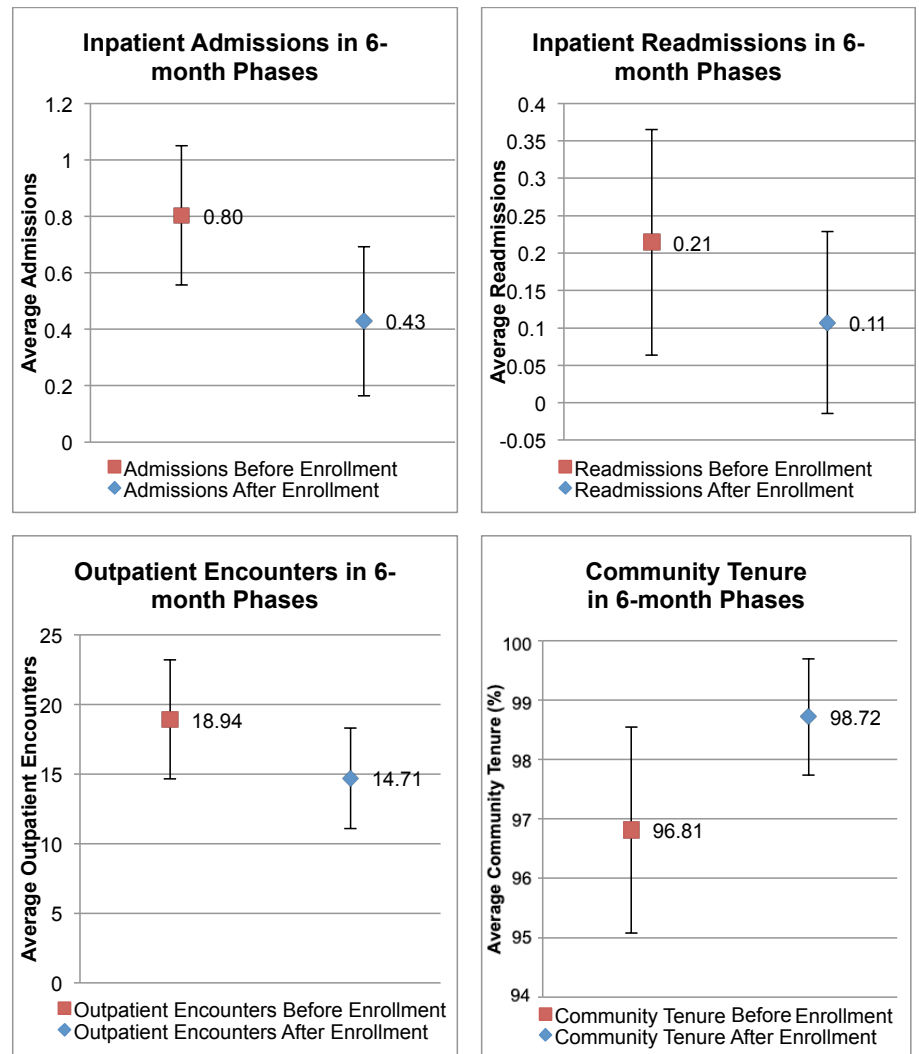 Inpatient Admissions in 6-
month Phases
Average Admissions
1.2
1
0.8
0.6
0.4
0.2
0
0.80
0.43
Admissions Before Enrollment
Admissions After Enrollment
Inpatient Readmissions in 6-
month Phases
Average Readmissions
0.4
0.35
0.3
0.25
0.2
0.15
0.1
0.05
0
-0.05
0.21
0.11
Readmissions Before Enrollment
Readmissions After Enrollment
Outpatient Encounters in 6-
month Phases
Average Outpatient Encounters
25
20
15
10
5
0
18.94
14.71
Outpatient Encounters Before Enrollment
Outpatient Encounters After Enrollment
Community Tenure
in 6-month Phases
Average Community Tenure (%)
100
99
98
97
96
95
94
96.81
98.72
Community Tenure Before Enrollment
Community Tenure After Enrollment